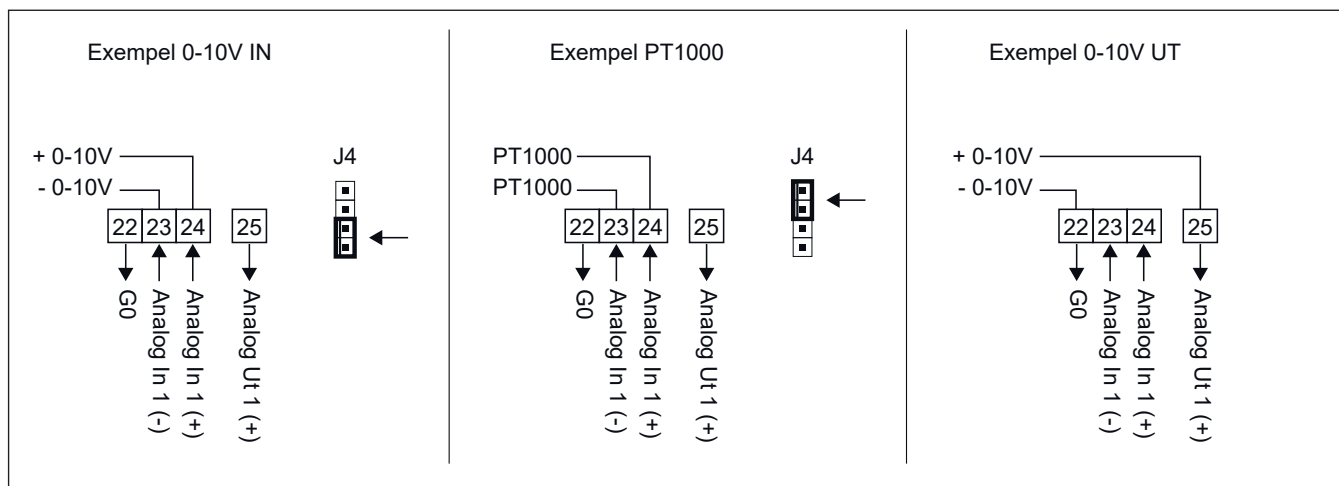 Exempel 0-10V IN
+ 0-10V
- 0-10V
J4
22 23 24 25
G0
Analog In 1 (-)
Analog In 1 (+)
Analog Ut 1 (+)
Exempel PT1000
PT1000
PT1000
J4
22 23 24 25
G0
Analog In 1 (-)
Analog In 1 (+)
Analog Ut 1 (+)
Exempel 0-10V UT
+ 0-10V
- 0-10V
22 23 24 25
G0
Analog In 1 (-)
Analog In 1 (+)
Analog Ut 1 (+)